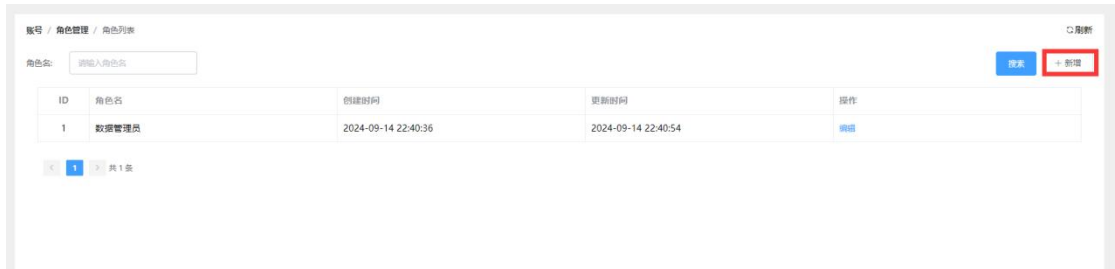 账号 / 角色管理 / 角色列表 刷新
角色名: 请输入角色名 搜索 + 新增
ID 角色名 创建时间 更新时间 操作
1 数据管理员 2024-09-14 22:40:36 2024-09-14 22:40:54 编辑
< 1 > 共 1 条